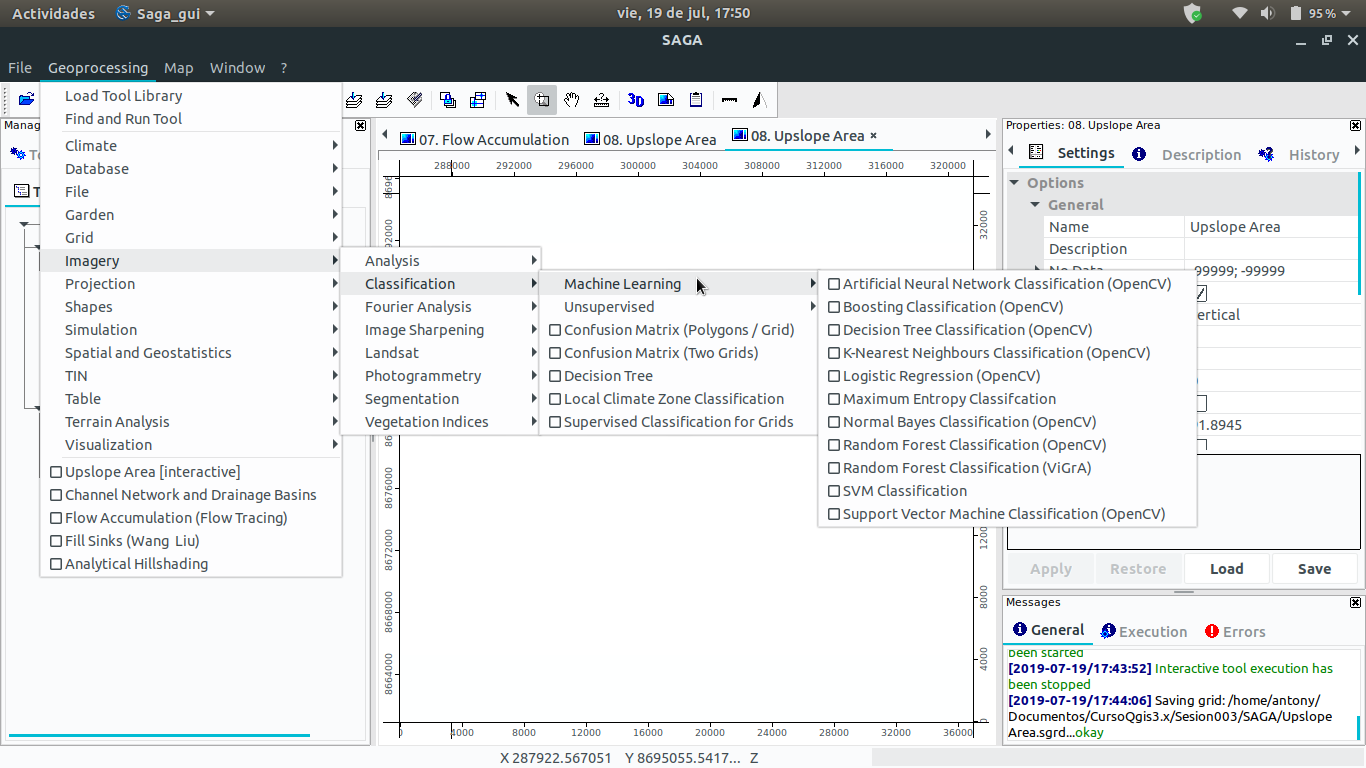 Actividades
Saga_gui
vie, 19 de jul, 17:50
95 %
SAGA
File
Geoprocessing
Map
Window
?
3D
Load Tool Library
Find and Run Tool
Climate
Database
File
Garden
Grid
Imagery
Projection
Shapes
Simulation
Spatial and Geostatistics
TIN
Table
Terrain Analysis
Visualization
Upslope Area [interactive]
Channel Network and Drainage Basins
Flow Accumulation (Flow Tracing)
Fill Sinks (Wang Liu)
Analytical Hillshading
Analysis
Classification
Fourier Analysis
Image Sharpening
Landsat
Photogrammetry
Segmentation
Vegetation Indices
Machine Learning
Unsupervised
Confusion Matrix (Polygons / Grid)
Confusion Matrix (Two Grids)
Decision Tree
Local Climate Zone Classification
Supervised Classification for Grids
Artificial Neural Network Classification (OpenCV)
Boosting Classification (OpenCV)
Decision Tree Classification (OpenCV)
K-Nearest Neighbours Classification (OpenCV)
Logistic Regression (OpenCV)
Maximum Entropy Classifcation
Normal Bayes Classification (OpenCV)
Random Forest Classification (OpenCV)
Random Forest Classification (ViGrA)
SVM Classification
Support Vector Machine Classification (OpenCV)
07. Flow Accumulation
08. Upslope Area
08. Upslope Area
288000 292000 296000 300000 304000 308000 312000 316000 320000
32000
8676000
8672000
8668000
8664000
8000
4000
0
0 4000 8000 12000 16000 20000 24000 28000 32000 36000
Properties: 08. Upslope Area
Settings
Description
History
Options
General
Name
Upslope Area
Description
No Data
-99999; -99999
Apply
Restore
Load
Save
Messages
General
Execution
Errors
been started
[2019-07-19/17:43:52] Interactive tool execution has
been stopped
[2019-07-19/17:44:06] Saving grid: /home/antony/
Documentos/CursoQgis3.x/Sesion003/SAGA/Upslope
Area.sgrd...okay
X 287922.567051
Y 8695055.5417...
Z